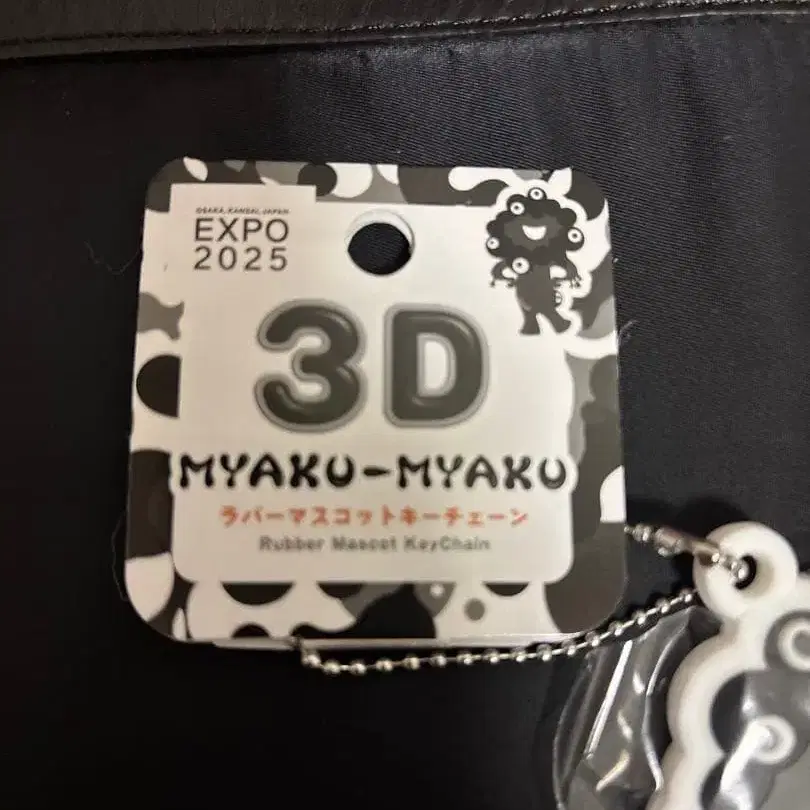 OSAKA, KANSAI, JAPAN
EXPO
2025
3D
MYAKU-MYAKU
ラバーマスコットキーチェーン
Rubber Mascot KeyChain